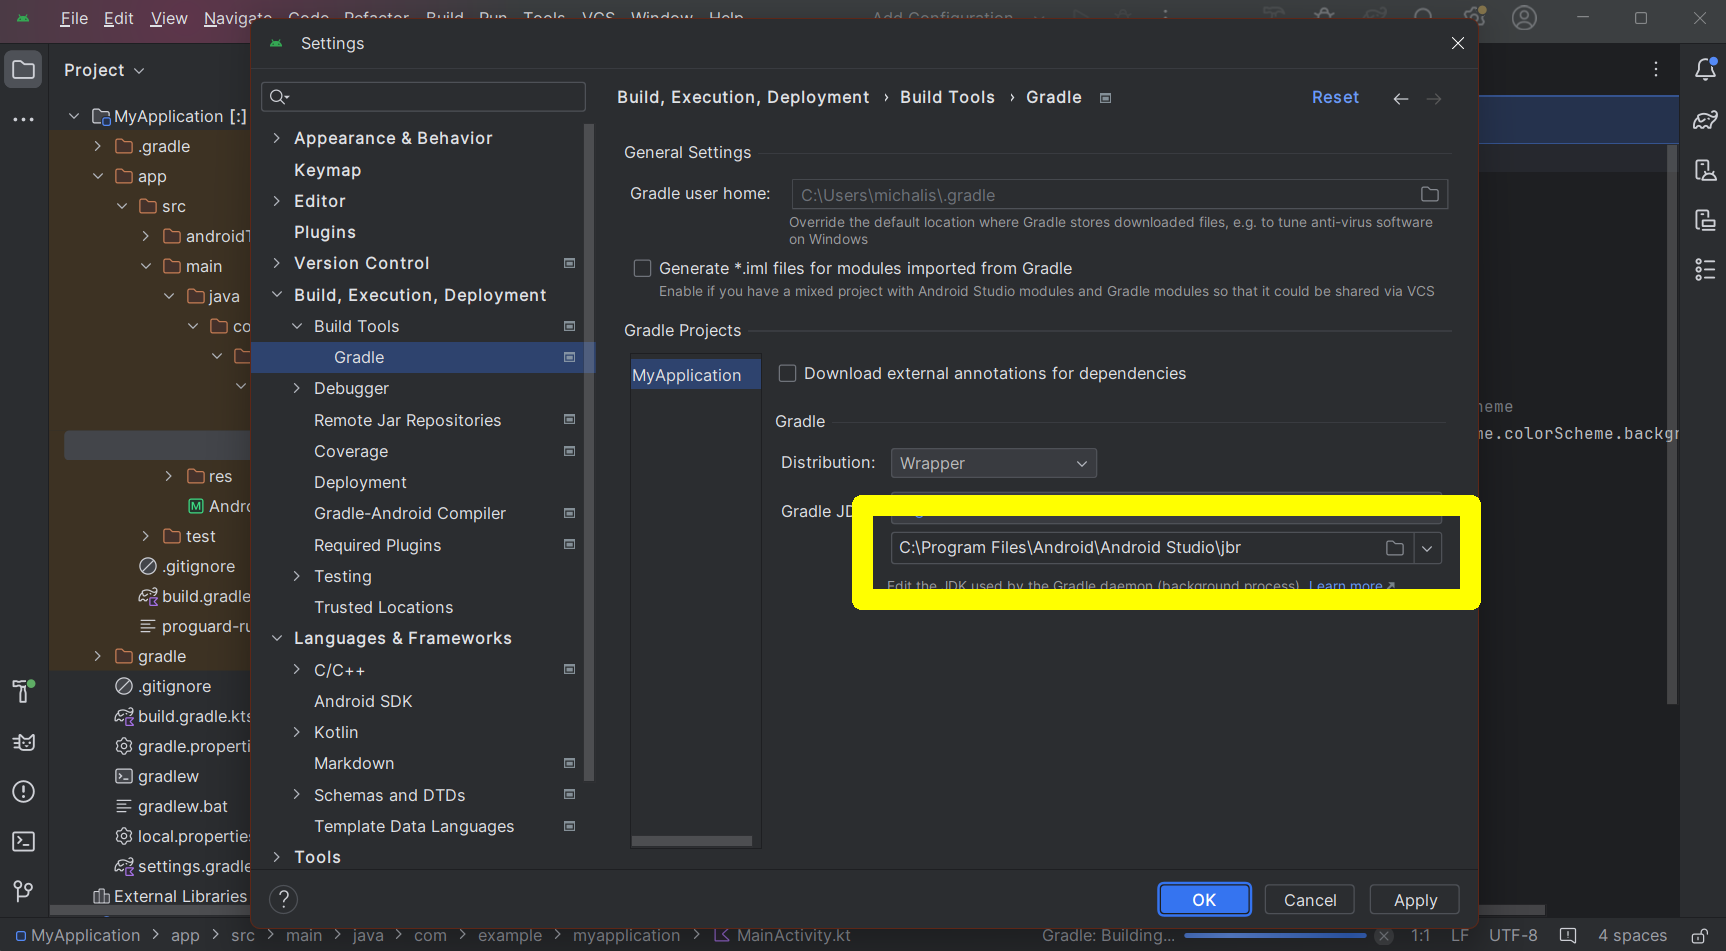 File Edit View Navigate Code Refactor Build Run Tools VCS Window Help Add Configuration...
Settings
Project
MyApplication [:]
.gradle
app
src
main
java
co
res
Andro
test
.gitignore
build.gradle
proguard-ru
gradle
.gitignore
build.gradle.kts
gradle.properti
gradlew
gradlew.bat
local.properties
settings.gradle
External Libraries
Appearance & Behavior
Keymap
Editor
Plugins
Version Control
Build, Execution, Deployment
Build Tools
Gradle
Debugger
Remote Jar Repositories
Coverage
Deployment
Gradle-Android Compiler
Required Plugins
Testing
Trusted Locations
Languages & Frameworks
C/C++
Android SDK
Kotlin
Markdown
Schemas and DTDs
Template Data Languages
Tools
Build, Execution, Deployment › Build Tools › Gradle
Reset
General Settings
Gradle user home: C:\Users\michalis\.gradle
Override the default location where Gradle stores downloaded files, e.g. to tune anti-virus software
on Windows
Generate *.iml files for modules imported from Gradle
Enable if you have a mixed project with Android Studio modules and Gradle modules so that it could be shared via VCS
Gradle Projects
MyApplication
Download external annotations for dependencies
Gradle
Distribution: Wrapper
Gradle JD
C:\Program Files\Android\Android Studio\jbr
Edit the JDK used by the Gradle daemon (background process). Learn more ↗
eme
me.colorScheme.backgr
? OK Cancel Apply
MyApplication > app > src > main > java > com > example > myapplication > MainActivity.kt
Gradle: Building... 1:1 LF UTF-8 4 spaces